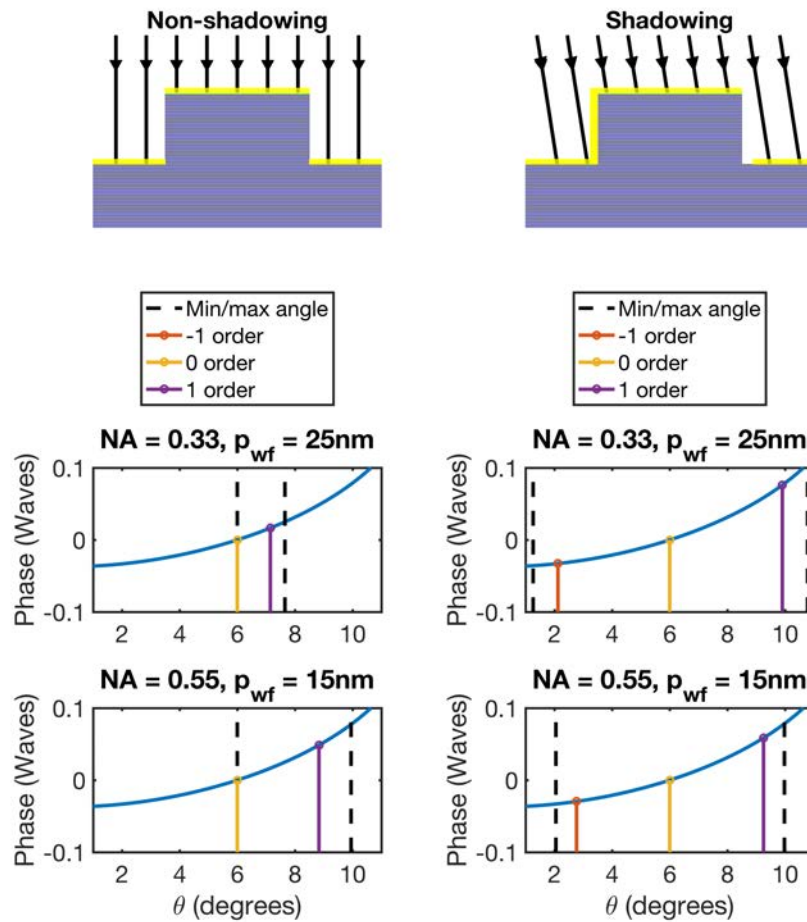 Non-shadowing
Shadowing
Min/max angle
-1 order
0 order
1 order
Min/max angle
-1 order
0 order
1 order
NA = 0.33, p_wf = 25nm
Phase (Waves)
0.1
0
-0.1
2 4 6 8 10
NA = 0.33, p_wf = 25nm
Phase (Waves)
0.1
0
-0.1
2 4 6 8 10
NA = 0.55, p_wf = 15nm
Phase (Waves)
0.1
0
-0.1
2 4 6 8 10
θ (degrees)
NA = 0.55, p_wf = 15nm
Phase (Waves)
0.1
0
-0.1
2 4 6 8 10
θ (degrees)